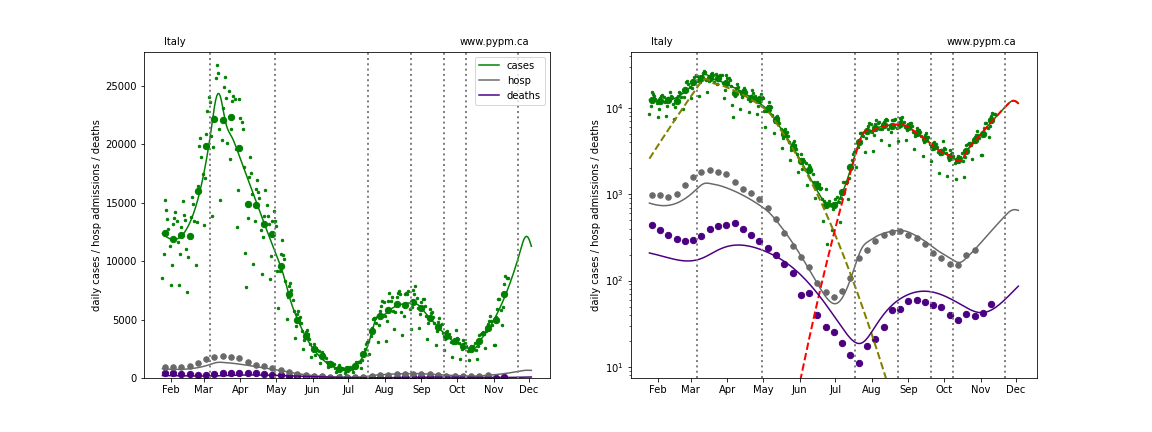 Italy www.pypm.ca
daily cases / hosp admissions / deaths
25000
20000
15000
10000
5000
0
cases
hosp
deaths
Feb Mar Apr May Jun Jul Aug Sep Oct Nov Dec
Italy www.pypm.ca
daily cases / hosp admissions / deaths
10⁴
10³
10²
10¹
Feb Mar Apr May Jun Jul Aug Sep Oct Nov Dec